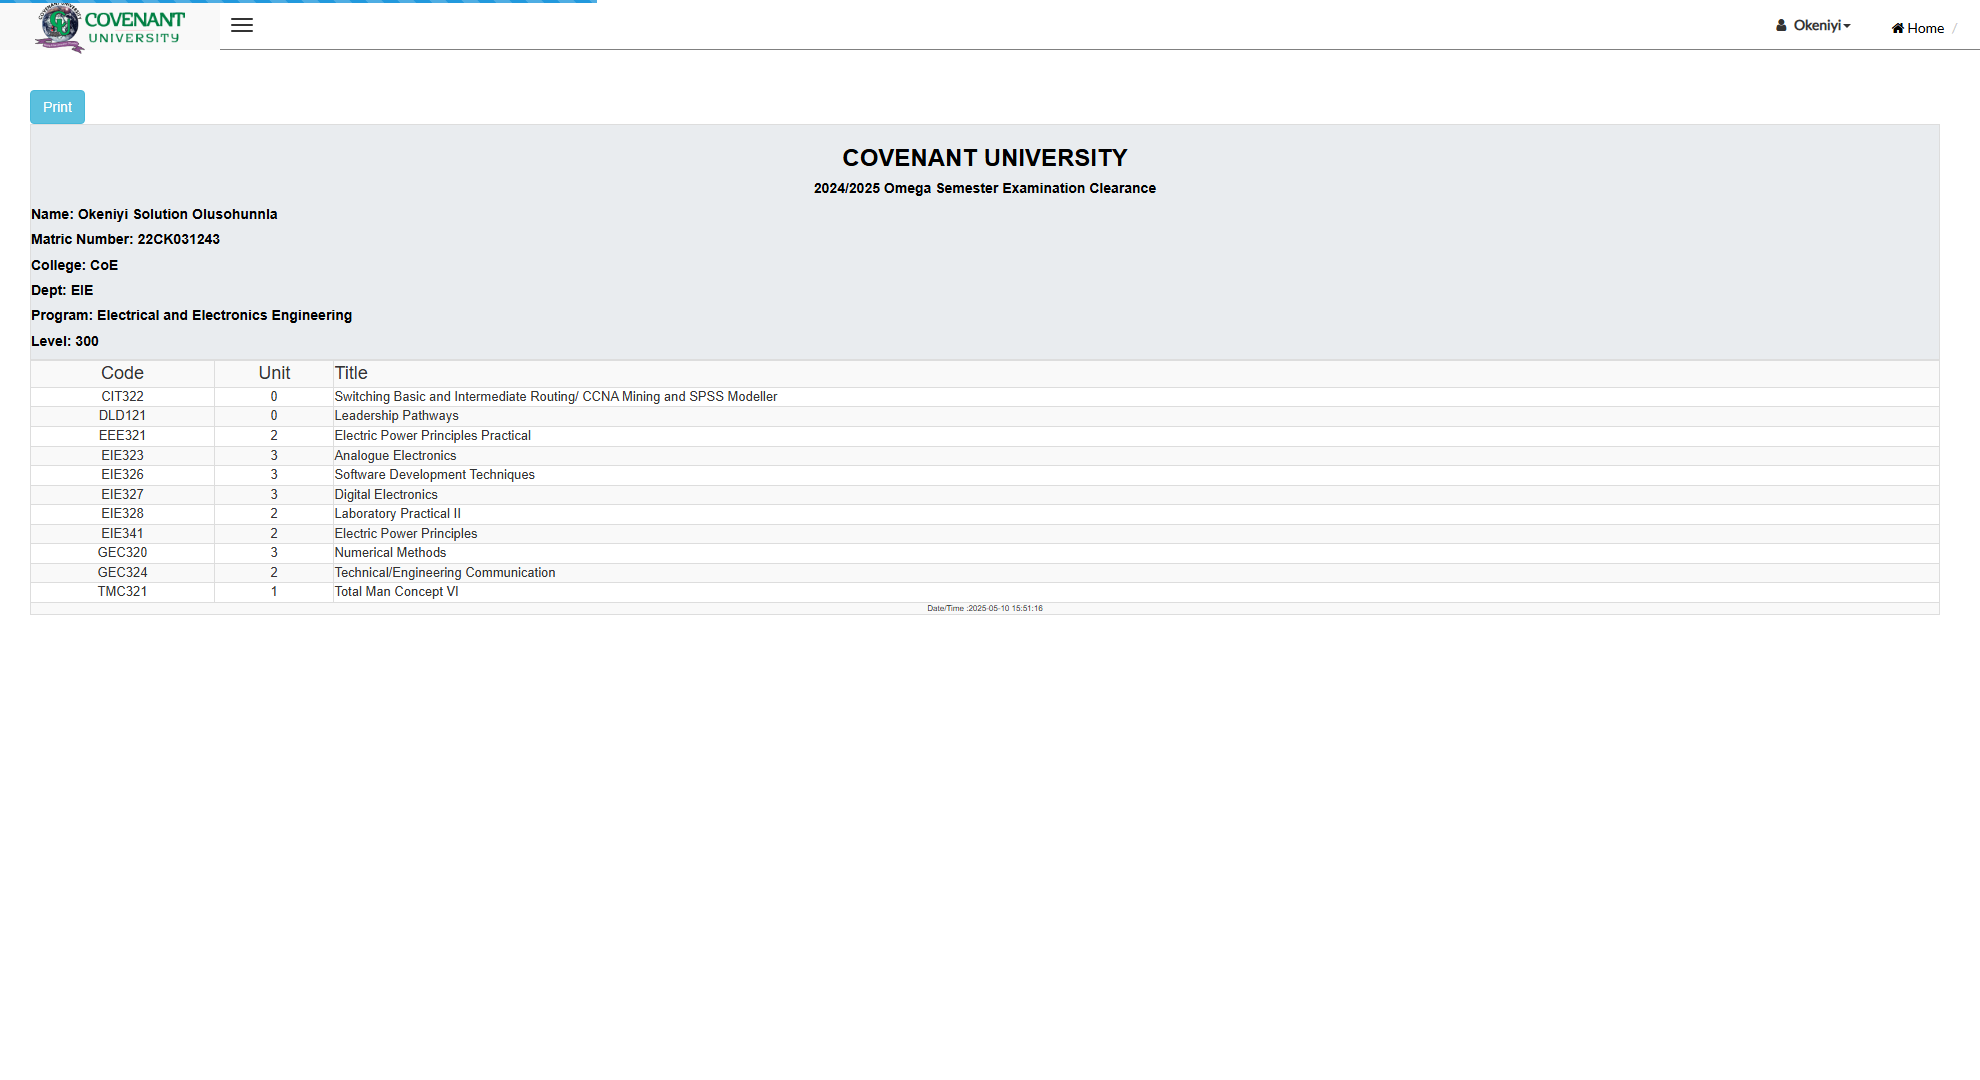 COVENANT
UNIVERSITY
Okeniyi
Home /
Print
COVENANT UNIVERSITY
2024/2025 Omega Semester Examination Clearance
Name: Okeniyi Solution Olusohunnla
Matric Number: 22CK031243
College: CoE
Dept: EIE
Program: Electrical and Electronics Engineering
Level: 300
Code Unit Title
CIT322 0 Switching Basic and Intermediate Routing/ CCNA Mining and SPSS Modeller
DLD121 0 Leadership Pathways
EEE321 2 Electric Power Principles Practical
EIE323 3 Analogue Electronics
EIE326 3 Software Development Techniques
EIE327 3 Digital Electronics
EIE328 2 Laboratory Practical II
EIE341 2 Electric Power Principles
GEC320 3 Numerical Methods
GEC324 2 Technical/Engineering Communication
TMC321 1 Total Man Concept VI
Date/Time :2025-05-10 15:51:16